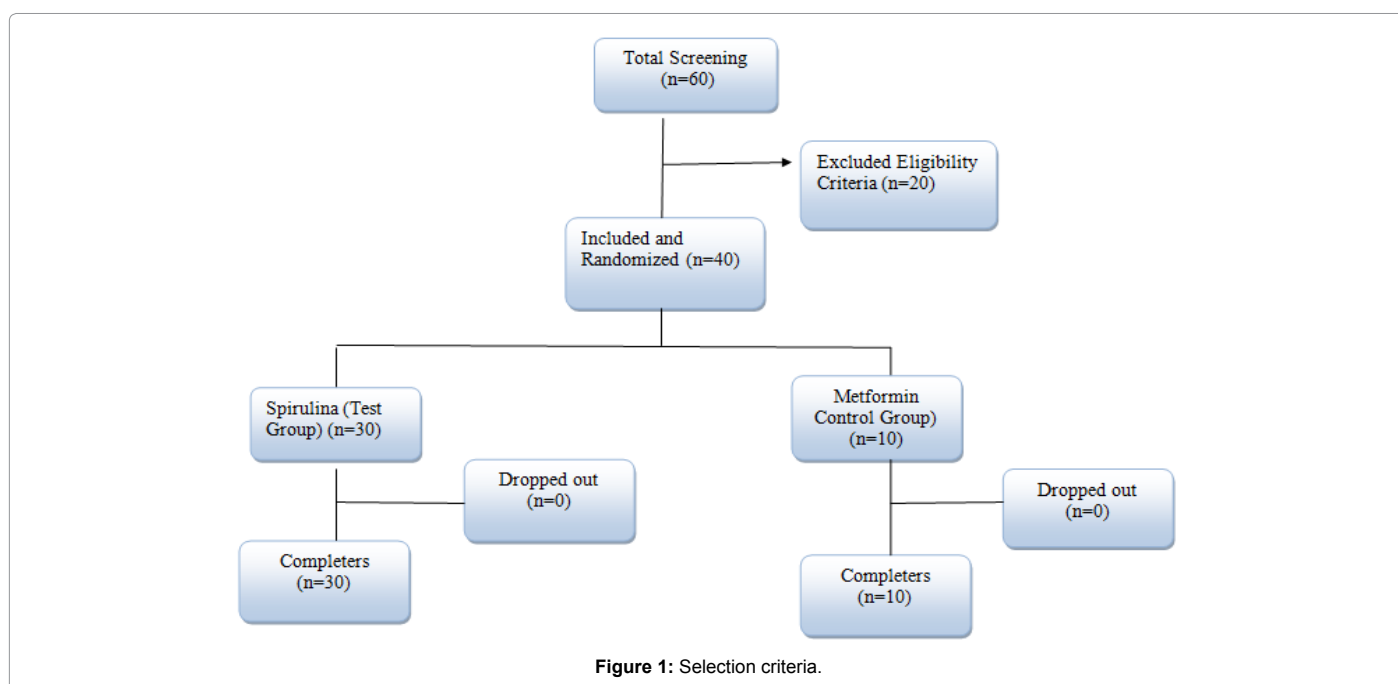 Total Screening
(n=60)
Excluded Eligibility
Criteria (n=20)
Included and
Randomized (n=40)
Spirulina (Test
Group) (n=30)
Metformin
Control Group)
(n=10)
Dropped out
(n=0)
Dropped out
(n=0)
Completers
(n=30)
Completers
(n=10)
Figure 1: Selection criteria.